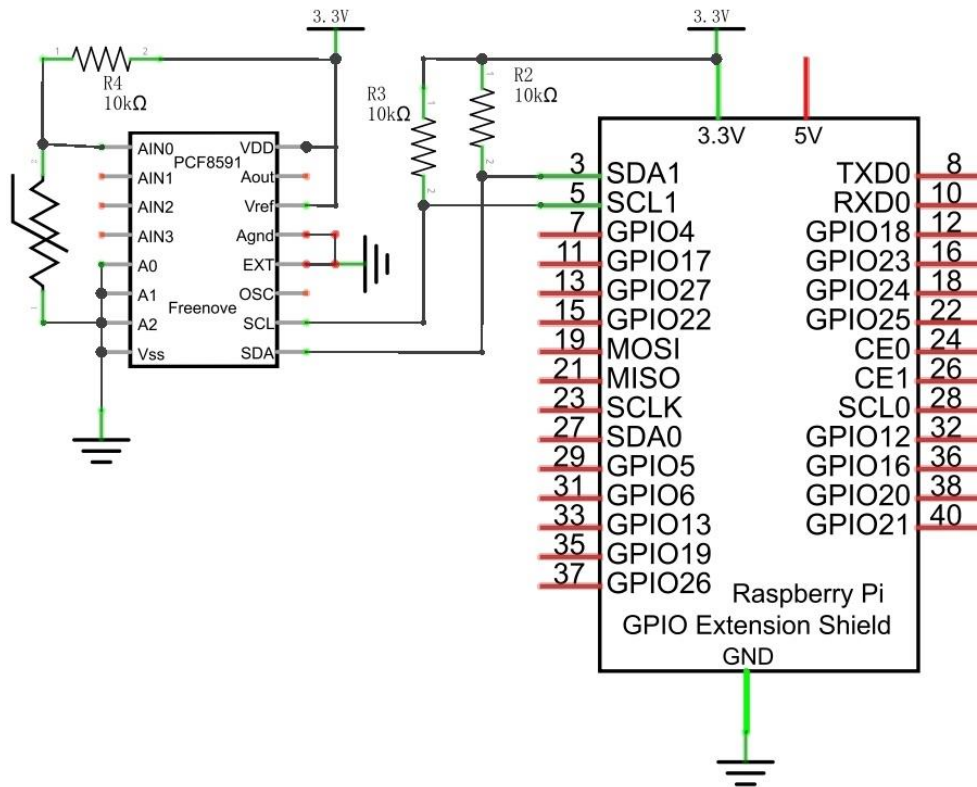 3.3V
3.3V
1
2
R4
10kΩ
R3
10kΩ
1
2
R2
10kΩ
1
2
PCF8591
AIN0
AIN1
AIN2
AIN3
A0
A1
A2
Vss
VDD
Aout
Vref
Agnd
EXT
OSC
SCL
SDA
Freenove
2
1
3.3V
5V
3 SDA1
5 SCL1
7 GPIO4
11 GPIO17
13 GPIO27
15 GPIO22
19 MOSI
21 MISO
23 SCLK
27 SDA0
29 GPIO5
31 GPIO6
33 GPIO13
35 GPIO19
37 GPIO26
TXD0 8
RXD0 10
GPIO18 12
GPIO23 16
GPIO24 18
GPIO25 22
CE0 24
CE1 26
SCL0 28
GPIO12 32
GPIO16 36
GPIO20 38
GPIO21 40
Raspberry Pi
GPIO Extension Shield
GND